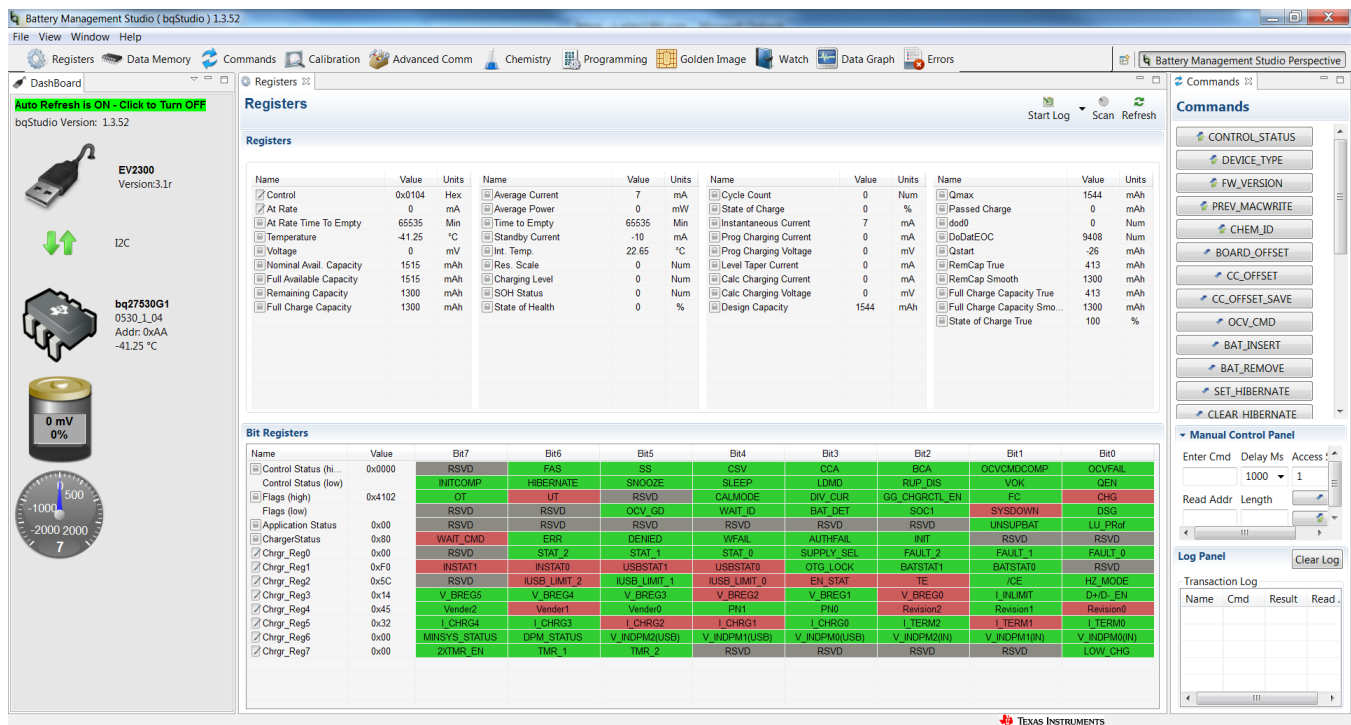 Battery Management Studio ( bqStudio ) 1.3.52
File View Window Help
Registers Data Memory Commands Calibration Advanced Comm Chemistry Programming Golden Image Watch Data Graph Errors Battery Management Studio Perspective
DashBoard
Auto Refresh is ON - Click to Turn OFF
bqStudio Version: 1.3.52
EV2300
Version:3.1r
I2C
bq27530G1
0530_1_04
Addr: 0xAA
-41.25 °C
0 mV
0%
500
-1000
-2000 2000
7
Registers
Registers
Start Log Scan Refresh
Registers
Name Value Units Name Value Units Name Value Units Name Value Units
Control 0x0104 Hex Average Current 7 mA Cycle Count 0 Num Qmax 1544 mAh
At Rate 0 mA Average Power 0 mW State of Charge 0 % Passed Charge 0 mAh
At Rate Time To Empty 65535 Min Time to Empty 65535 Min Instantaneous Current 7 mA dod0 0 Num
Temperature -41.25 °C Standby Current -10 mA Prog Charging Current 0 mA DoDatEOC 9408 Num
Voltage 0 mV Int. Temp. 22.65 °C Prog Charging Voltage 0 mV Qstart -26 mAh
Nominal Avail. Capacity 1515 mAh Res. Scale 0 Num Level Taper Current 0 mA RemCap True 413 mAh
Full Available Capacity 1515 mAh Charging Level 0 Num Calc Charging Current 0 mA RemCap Smooth 1300 mAh
Remaining Capacity 1300 mAh SOH Status 0 Num Calc Charging Voltage 0 mV Full Charge Capacity True 413 mAh
Full Charge Capacity 1300 mAh State of Health 0 % Design Capacity 1544 mAh Full Charge Capacity Smo... 1300 mAh
State of Charge True 100 %
Bit Registers
Name Value Bit7 Bit6 Bit5 Bit4 Bit3 Bit2 Bit1 Bit0
Control Status (hi... 0x0000 RSVD FAS SS CSV CCA BCA OCVCMDCOMP OCVFAIL
Control Status (low) INITCOMP HIBERNATE SNOOZE SLEEP LDMD RUP_DIS VOK QEN
Flags (high) 0x4102 OT UT RSVD CALMODE DIV_CUR GG_CHGRCTL_EN FC CHG
Flags (low) RSVD RSVD OCV_GD WAIT_ID BAT_DET SOC1 SYSDOWN DSG
Application Status 0x00 RSVD RSVD RSVD RSVD RSVD RSVD UNSUPBAT LU_PRof
ChargerStatus 0x80 WAIT_CMD ERR DENIED WFAIL AUTHFAIL INIT RSVD RSVD
Chrgr_Reg0 0x00 RSVD STAT_2 STAT_1 STAT_0 SUPPLY_SEL FAULT_2 FAULT_1 FAULT_0
Chrgr_Reg1 0xF0 INSTAT1 INSTAT0 USBSTAT1 USBSTAT0 OTG_LOCK BATSTAT1 BATSTAT0 RSVD
Chrgr_Reg2 0x5C RSVD IUSB_LIMIT_2 IUSB_LIMIT_1 IUSB_LIMIT_0 EN_STAT TE /CE HZ_MODE
Chrgr_Reg3 0x14 V_BREG5 V_BREG4 V_BREG3 V_BREG2 V_BREG1 V_BREG0 I_INLIMIT D+/D-_EN
Chrgr_Reg4 0x45 Vender2 Vender1 Vender0 PN1 PN0 Revision2 Revision1 Revision0
Chrgr_Reg5 0x32 I_CHRG4 I_CHRG3 I_CHRG2 I_CHRG1 I_CHRG0 I_TERM2 I_TERM1 I_TERM0
Chrgr_Reg6 0x00 MINSYS_STATUS DPM_STATUS V_INDPM2(USB) V_INDPM1(USB) V_INDPM0(USB) V_INDPM2(IN) V_INDPM1(IN) V_INDPM0(IN)
Chrgr_Reg7 0x00 2XTMR_EN TMR_1 TMR_2 RSVD RSVD RSVD RSVD LOW_CHG
Commands
Commands
CONTROL_STATUS
DEVICE_TYPE
FW_VERSION
PREV_MACWRITE
CHEM_ID
BOARD_OFFSET
CC_OFFSET
CC_OFFSET_SAVE
OCV_CMD
BAT_INSERT
BAT_REMOVE
SET_HIBERNATE
CLEAR HIBERNATE
Manual Control Panel
Enter Cmd Delay Ms Access
1000 1
Read Addr Length
Log Panel Clear Log
Transaction Log
Name Cmd Result Read
TEXAS INSTRUMENTS